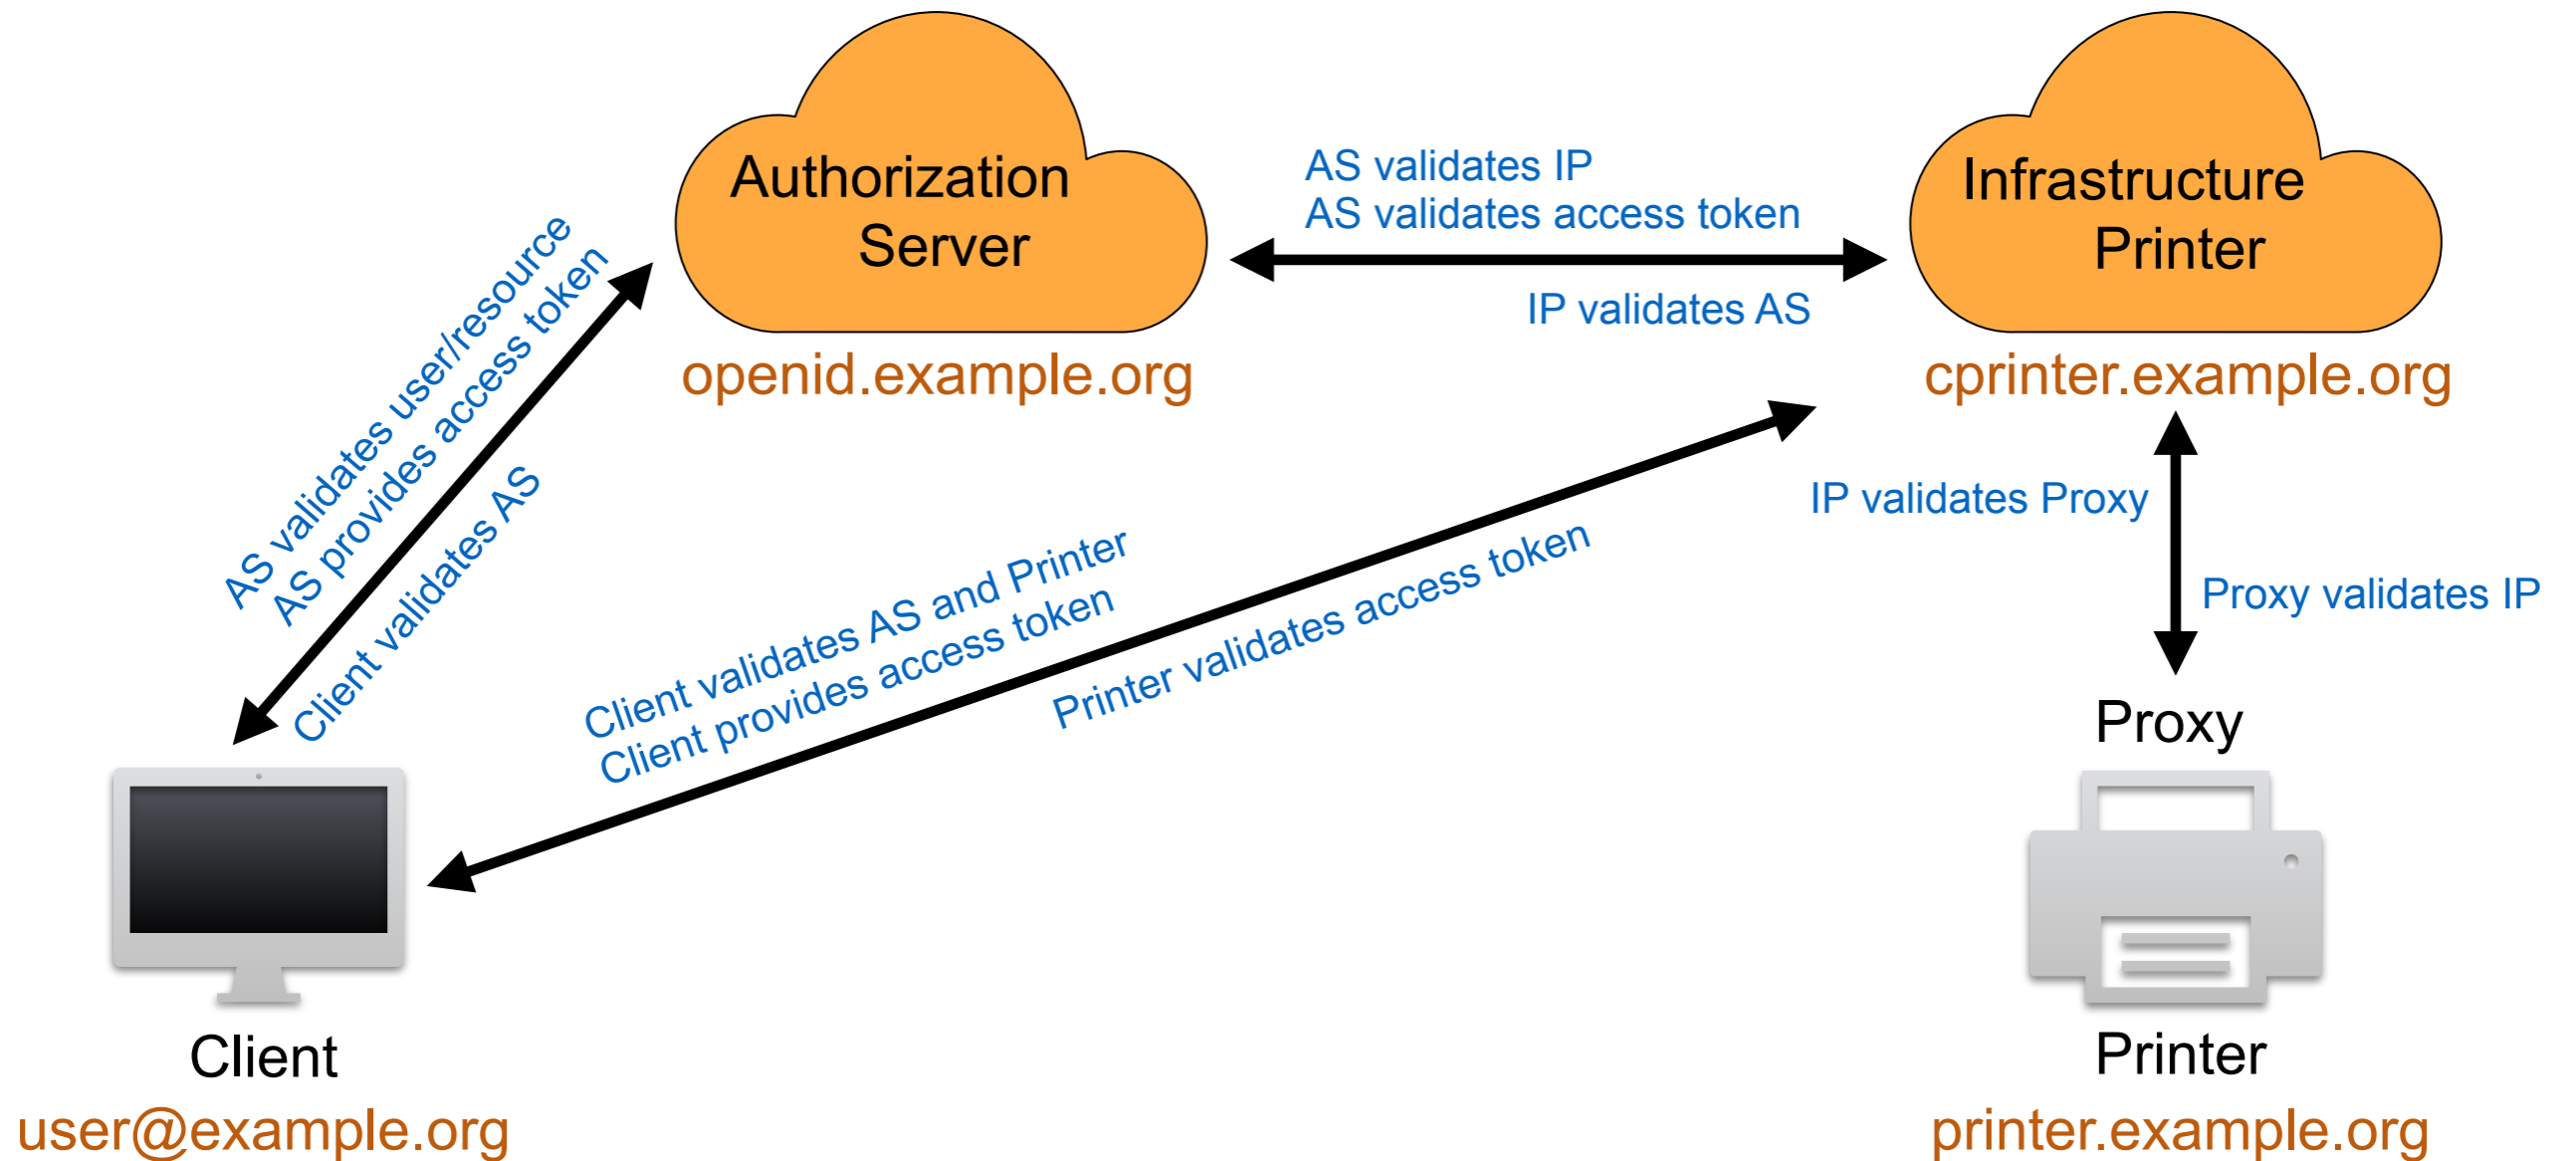 Authorization
Server
openid.example.org
AS validates IP
AS validates access token
IP validates AS
Infrastructure
Printer
cprinter.example.org
AS validates user/resource
AS provides access token
Client validates AS
Client validates AS and Printer
Client provides access token
Printer validates access token
IP validates Proxy
Proxy validates IP
Proxy
Client
user@example.org
Printer
printer.example.org